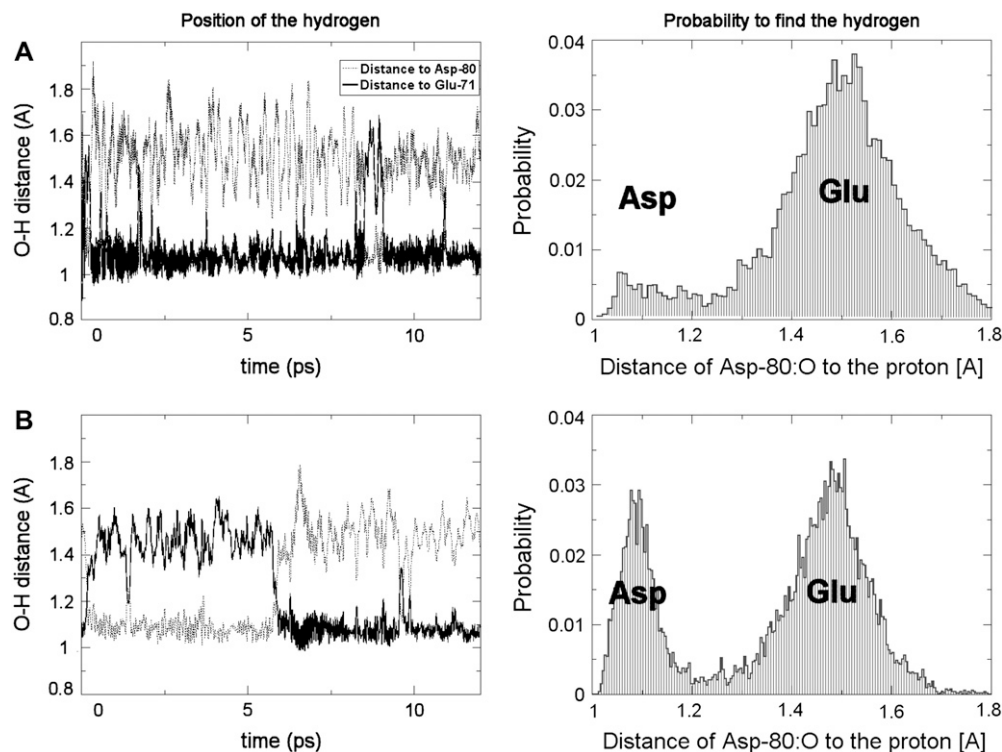 Position of the hydrogen
Probability to find the hydrogen
A
O-H distance (A)
1.8
1.6
1.4
1.2
1
0.8
Distance to Asp-80
Distance to Glu-71
0
5
10
time (ps)
Probability
0.04
0.03
0.02
0.01
0
Asp
Glu
1
1.2
1.4
1.6
1.8
Distance of Asp-80:O to the proton [A]
B
O-H distance (A)
1.8
1.6
1.4
1.2
1
0.8
0
5
10
time (ps)
Probability
0.04
0.03
0.02
0.01
0
Asp
Glu
1
1.2
1.4
1.6
1.8
Distance of Asp-80:O to the proton [A]